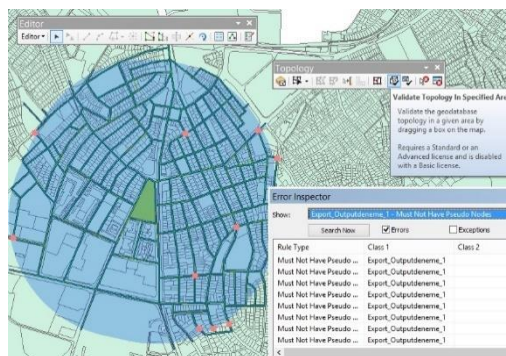 Editor
Editor
Topology
Validate Topology In Specified Area
Validate the geodatabase
topology in a given area by
dragging a box on the map.
Requires a Standard or an
Advanced license and is disabled
with a Basic license.
Error Inspector
Show:
Export_Outputdeneme_1 - Must Not Have Pseudo Nodes
Search Now
Errors
Exceptions
Rule Type Class 1 Class 2
Must Not Have Pseudo ... Export_Outputdeneme_1
Must Not Have Pseudo ... Export_Outputdeneme_1
Must Not Have Pseudo ... Export_Outputdeneme_1
Must Not Have Pseudo ... Export_Outputdeneme_1
Must Not Have Pseudo ... Export_Outputdeneme_1
Must Not Have Pseudo ... Export_Outputdeneme_1
Must Not Have Pseudo ... Export_Outputdeneme_1
Must Not Have Pseudo ... Export_Outputdeneme_1